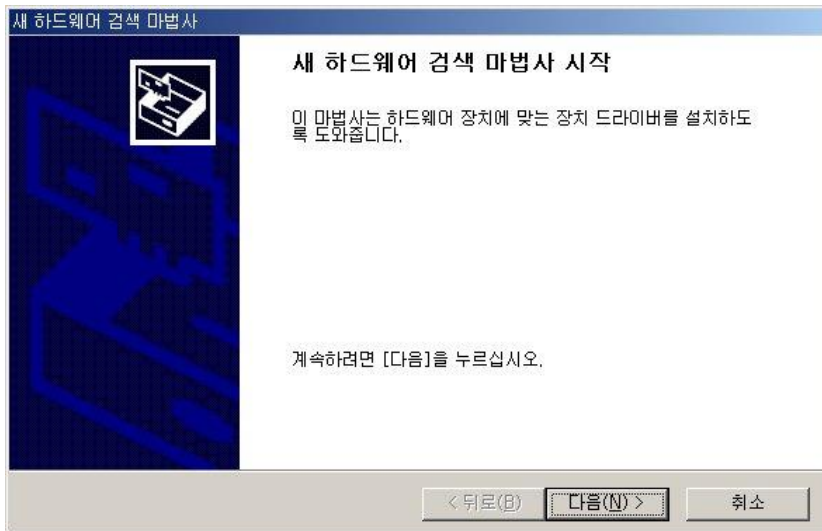 새 하드웨어 검색 마법사
새 하드웨어 검색 마법사 시작
이 마법사는 하드웨어 장치에 맞는 장치 드라이버를 설치하도
록 도와줍니다.
계속하려면 [다음]을 누르십시오.
< 뒤로(B) 다음(N) > 취소